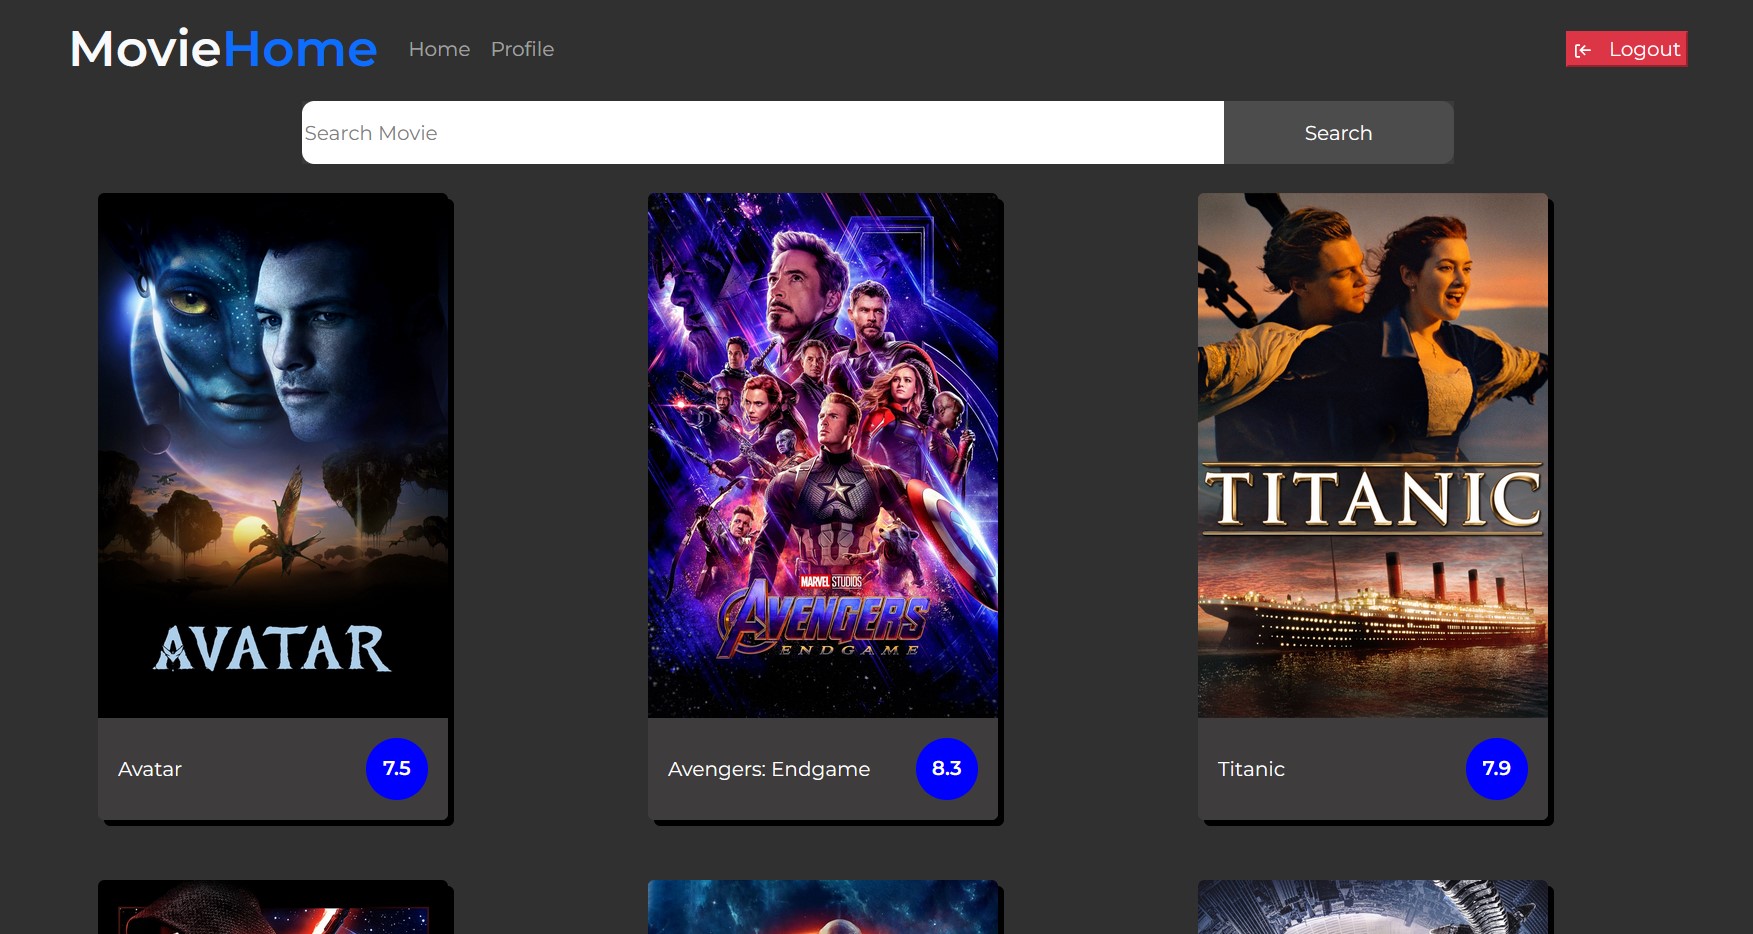 MovieHome Home Profile Logout
Search Movie Search
AVATAR
MARVEL STUDIOS
AVENGERS
ENDGAME
TITANIC
Avatar 7.5
Avengers: Endgame 8.3
Titanic 7.9